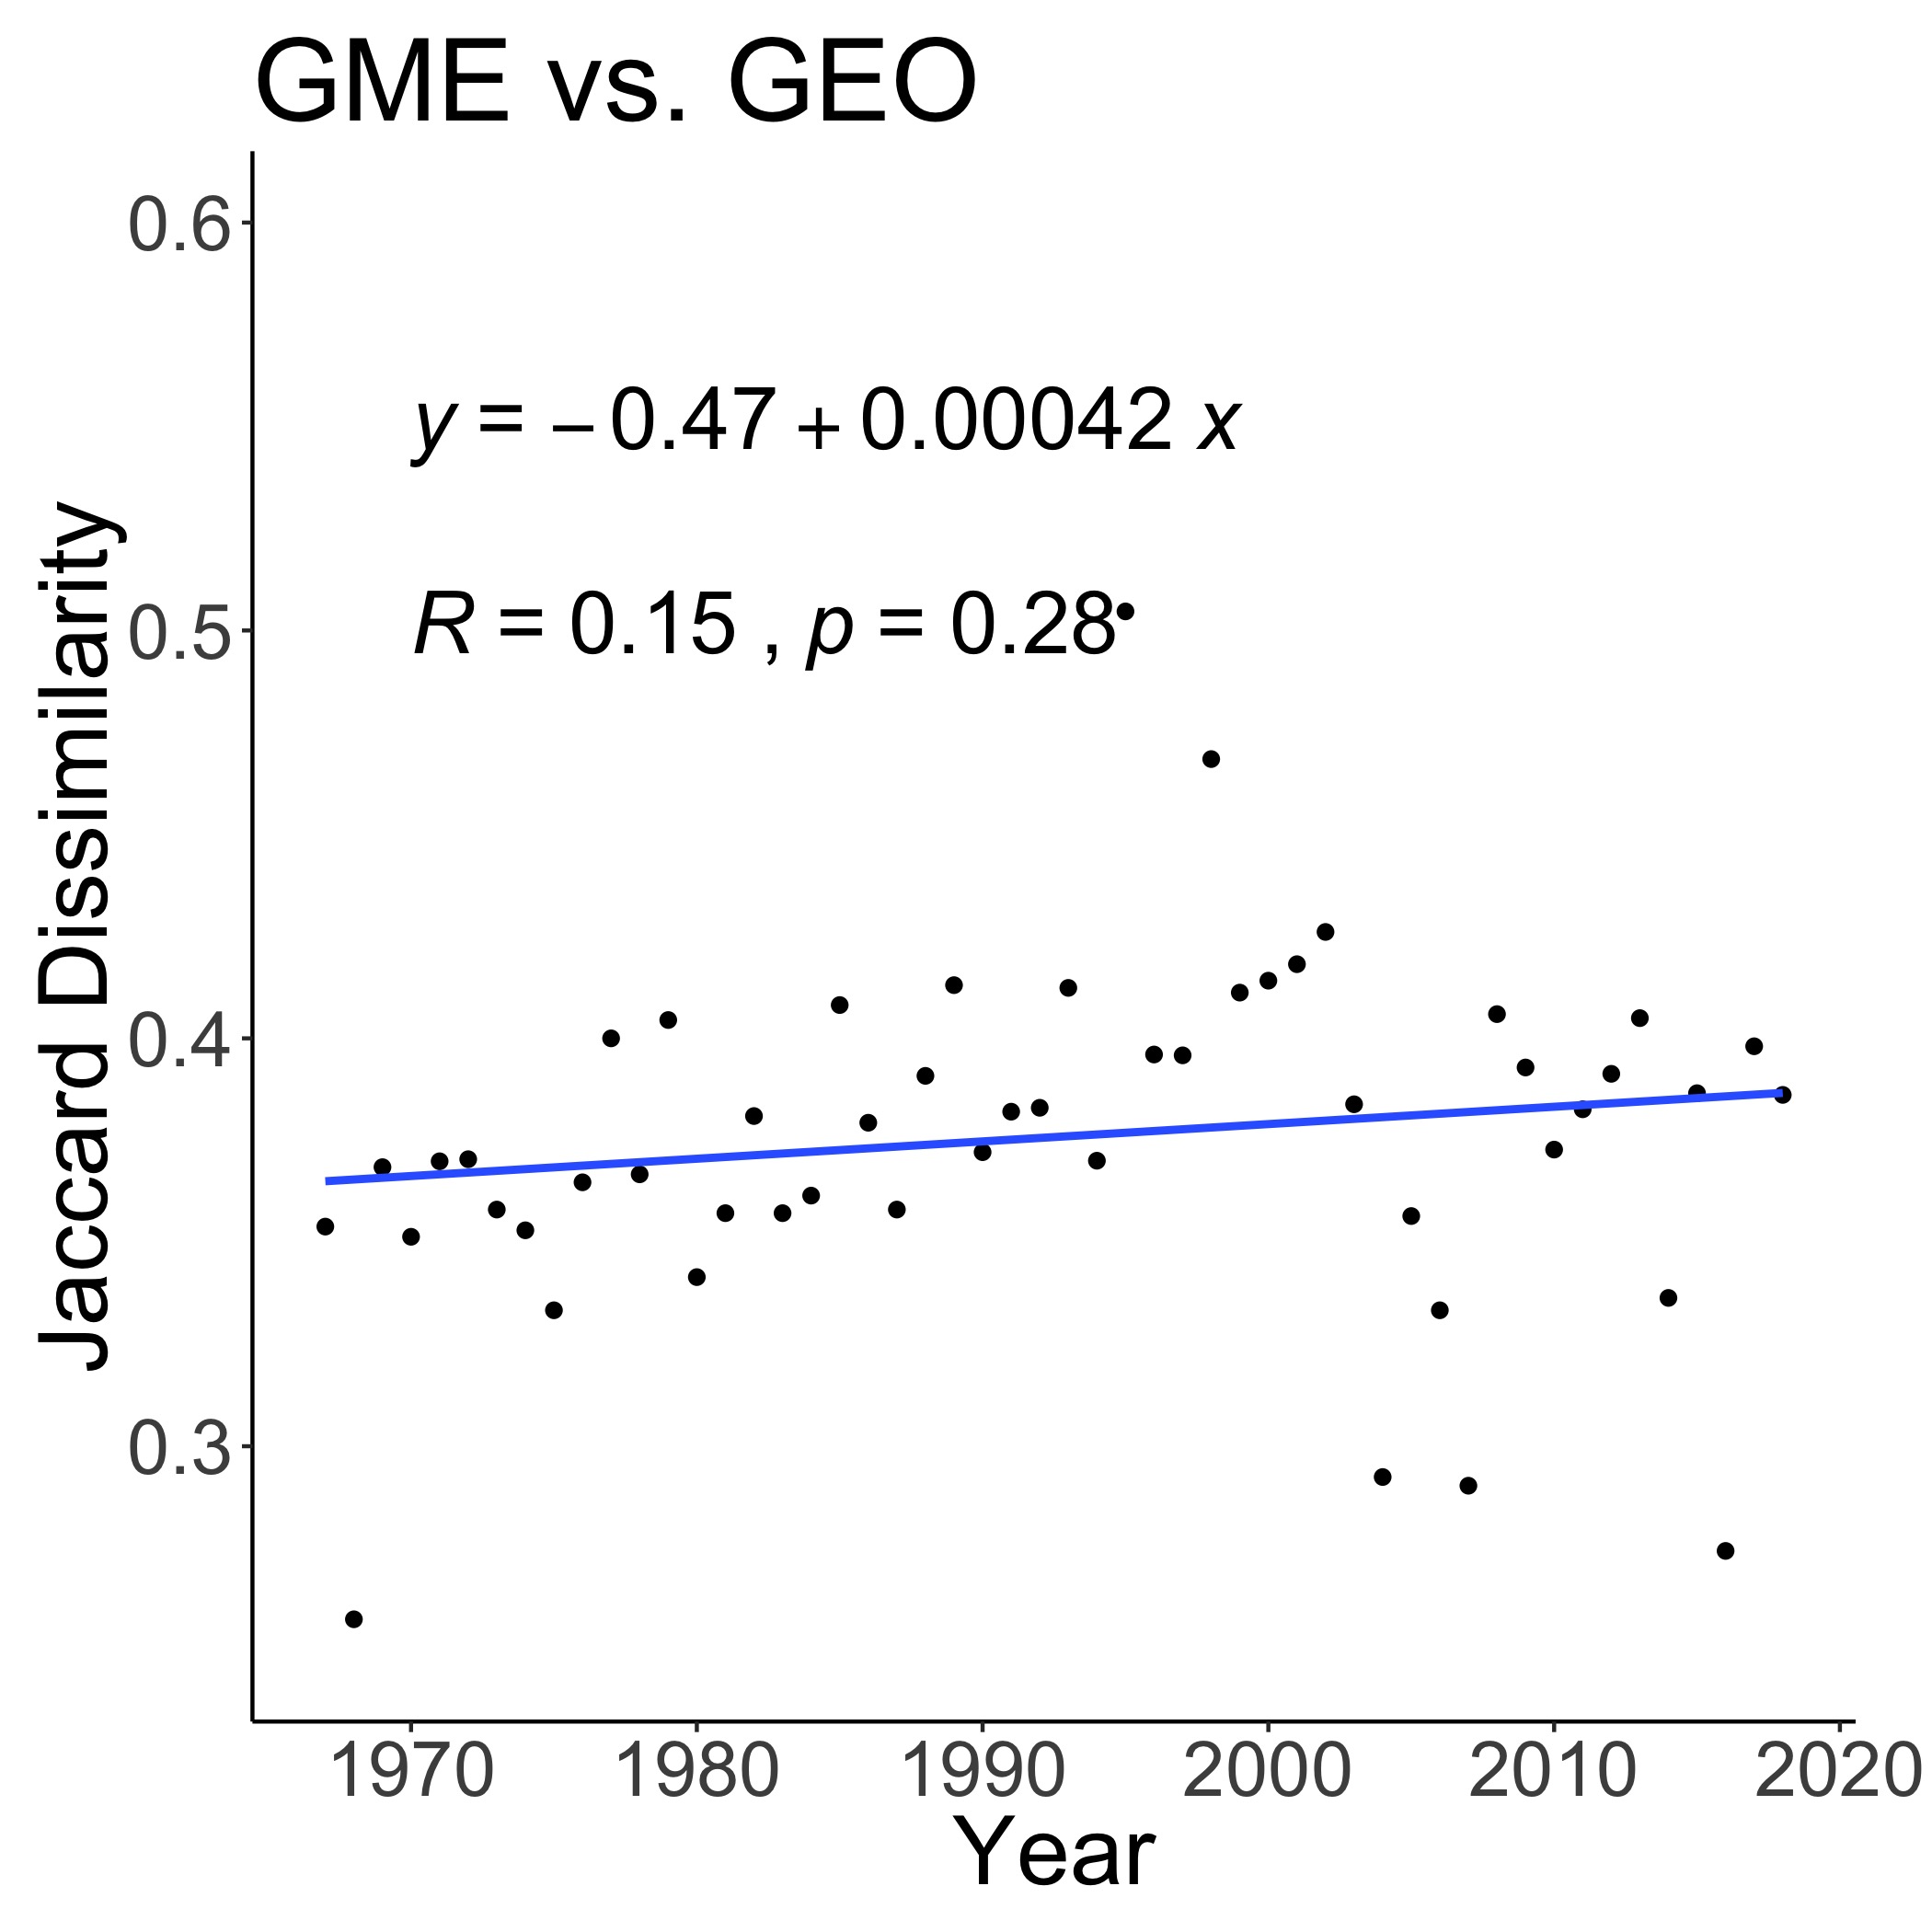 GME vs. GEO
0.6
y = − 0.47 + 0.00042 x
R = 0.15 , p = 0.28
0.5
0.4
0.3
Jaccard Dissimilarity
1970 1980 1990 2000 2010 2020
Year